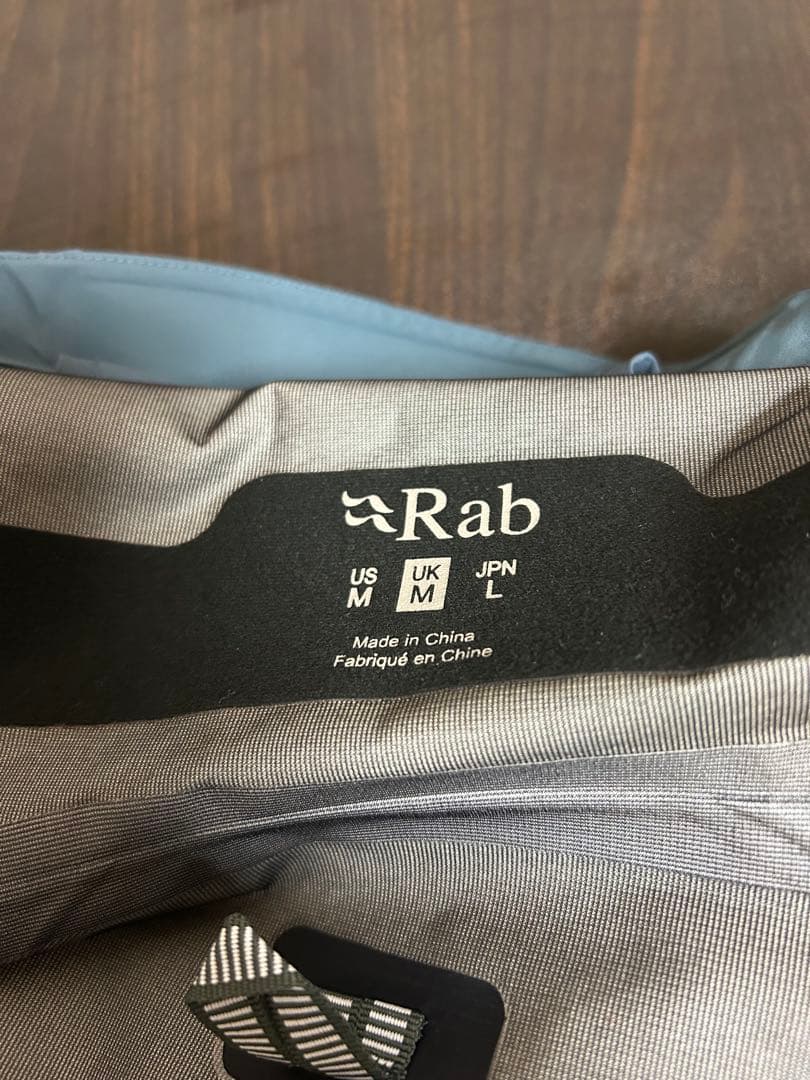 Rab
US UK JPN
M M L
Made in China
Fabriqué en Chine